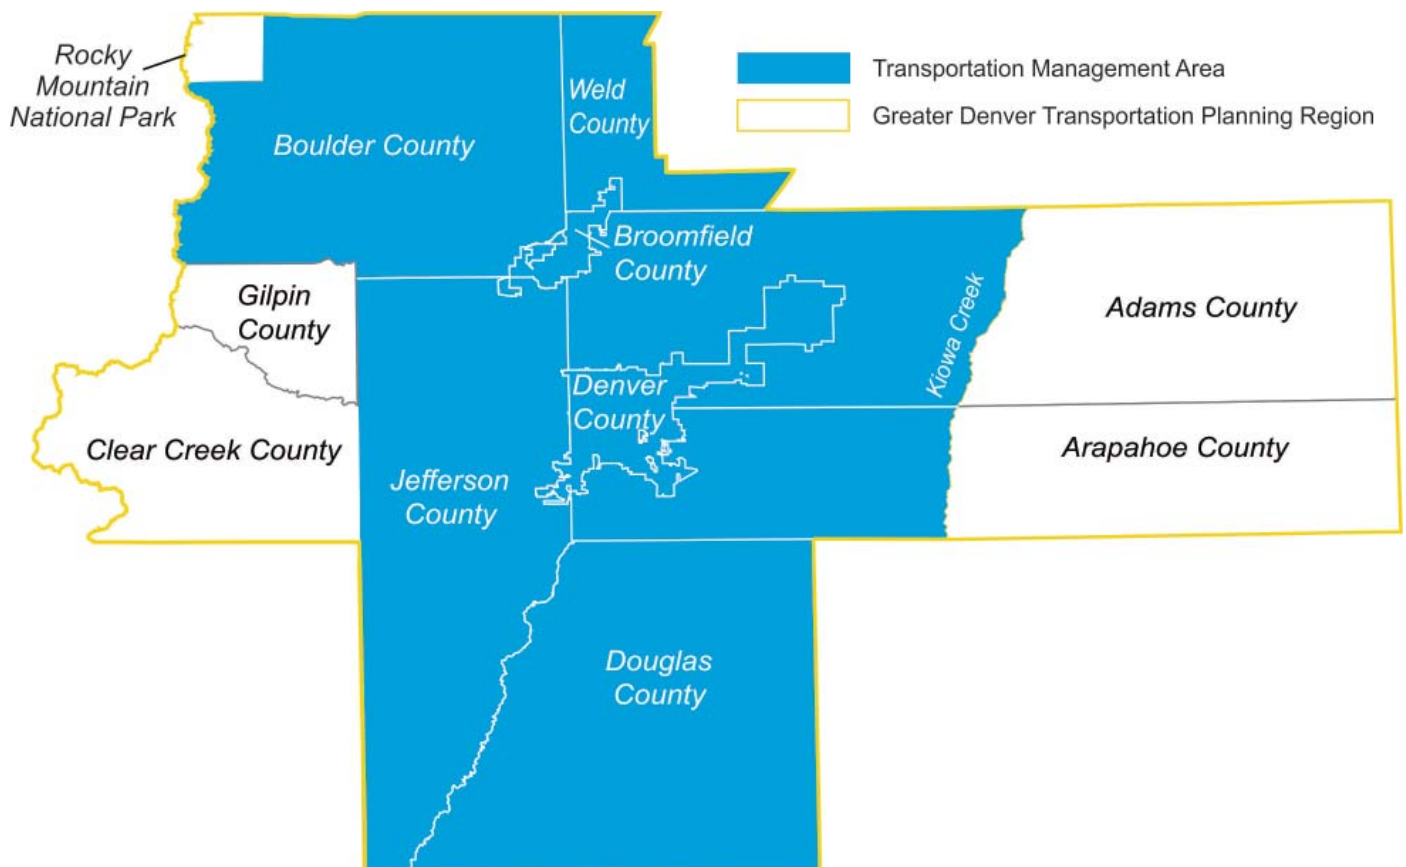 Rocky
Mountain
National Park
Boulder County
Weld
County
Transportation Management Area
Greater Denver Transportation Planning Region
Broomfield
County
Gilpin
County
Kiowa Creek
Adams County
Denver
County
Clear Creek County
Jefferson
County
Arapahoe County
Douglas
County